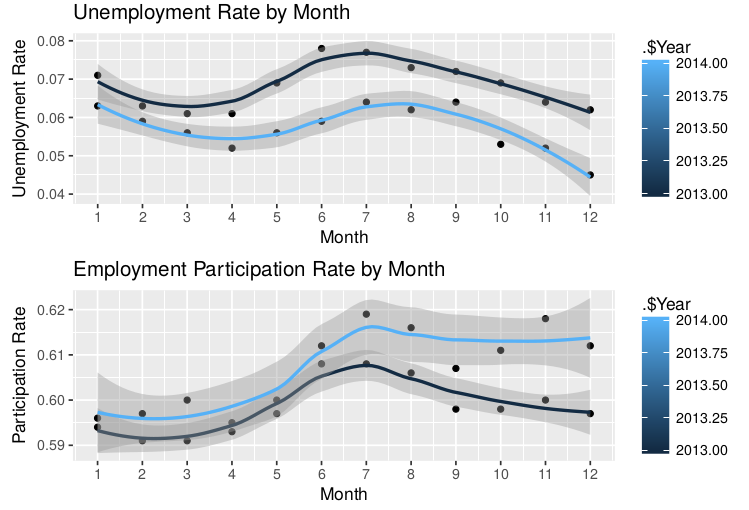 Unemployment Rate by Month
Unemployment Rate
0.08
0.07
0.06
0.05
0.04
1 2 3 4 5 6 7 8 9 10 11 12
Month
.$Year
2014.00
2013.75
2013.50
2013.25
2013.00
Employment Participation Rate by Month
Participation Rate
0.62
0.61
0.60
0.59
1 2 3 4 5 6 7 8 9 10 11 12
Month
.$Year
2014.00
2013.75
2013.50
2013.25
2013.00